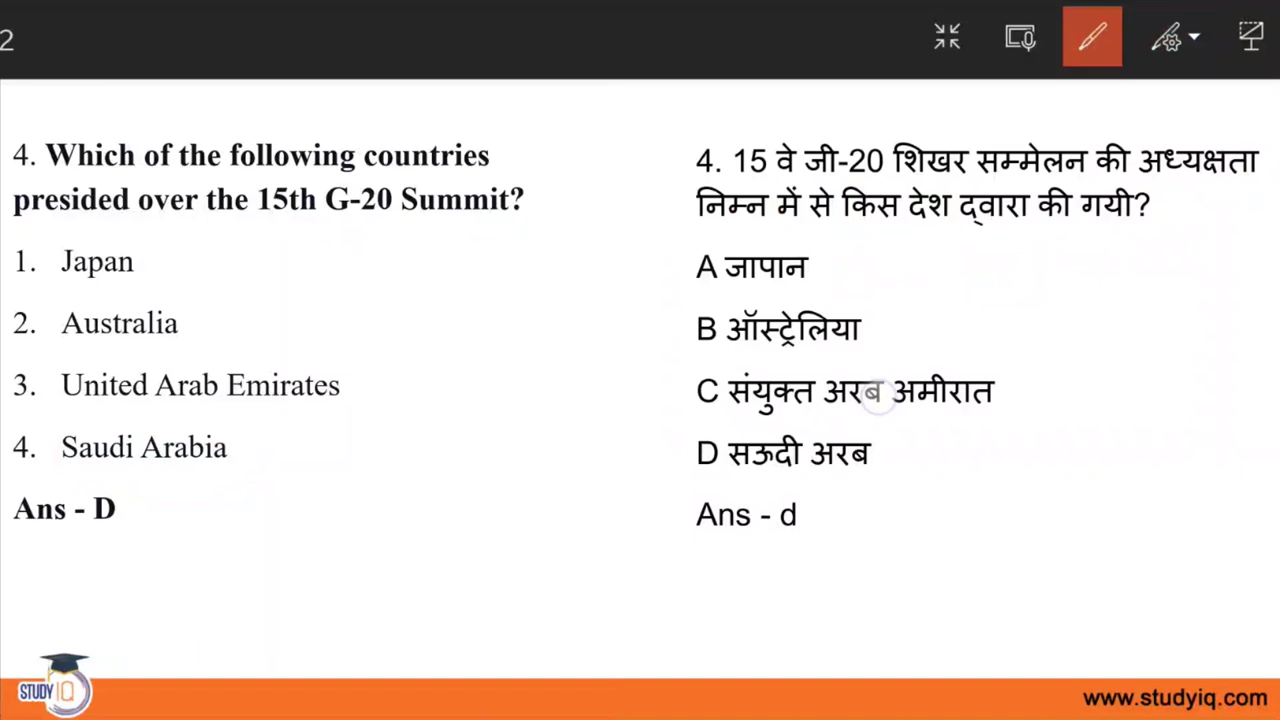 2
4. Which of the following countries
presided over the 15th G-20 Summit?
1. Japan
2. Australia
3. United Arab Emirates
4. Saudi Arabia
Ans - D
4. 15 वे जी-20 शिखर सम्मेलन की अध्यक्षता
निम्न में से किस देश द्वारा की गयी?
A जापान
B ऑस्ट्रेलिया
C संयुक्त अरब अमीरात
D सऊदी अरब
Ans - d
STUDY IQ
www.studyiq.com